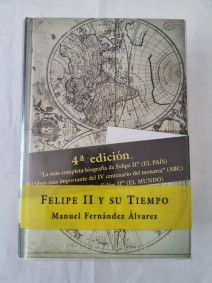 4ª edición.
"La más completa biografía de Felipe II" (EL PAÍS)
libro más importante del IV centenario del monarca" (ABC)
Felipe II" (EL MUNDO)
FELIPE II Y SU TIEMPO
Manuel Fernández Álvarez